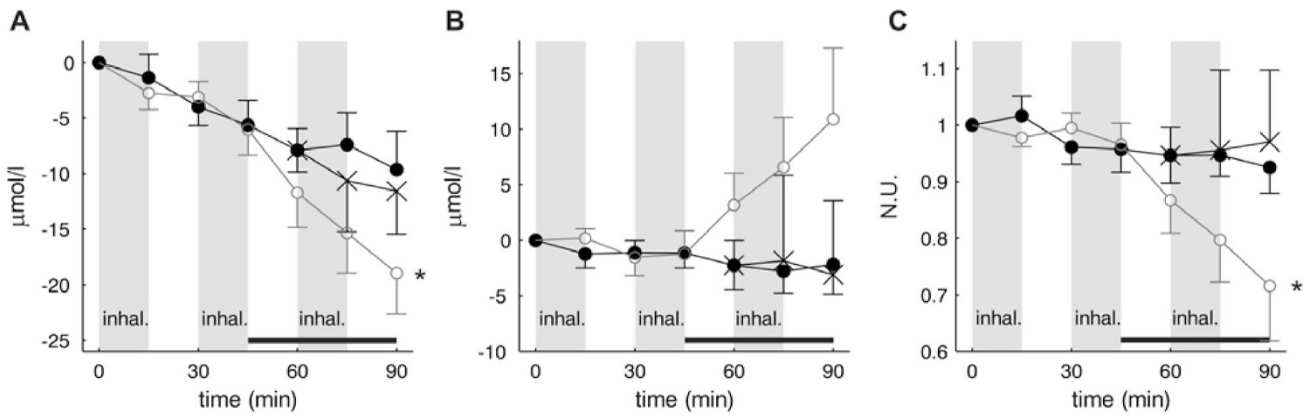 A
μmol/l
0
-5
-10
-15
-20
-25
inhal. inhal. inhal.
*
0 30 60 90
time (min)
B
μmol/l
15
10
5
0
-5
-10
inhal. inhal. inhal.
0 30 60 90
time (min)
C
N.U.
1.1
1
0.9
0.8
0.7
0.6
inhal. inhal. inhal.
*
0 30 60 90
time (min)